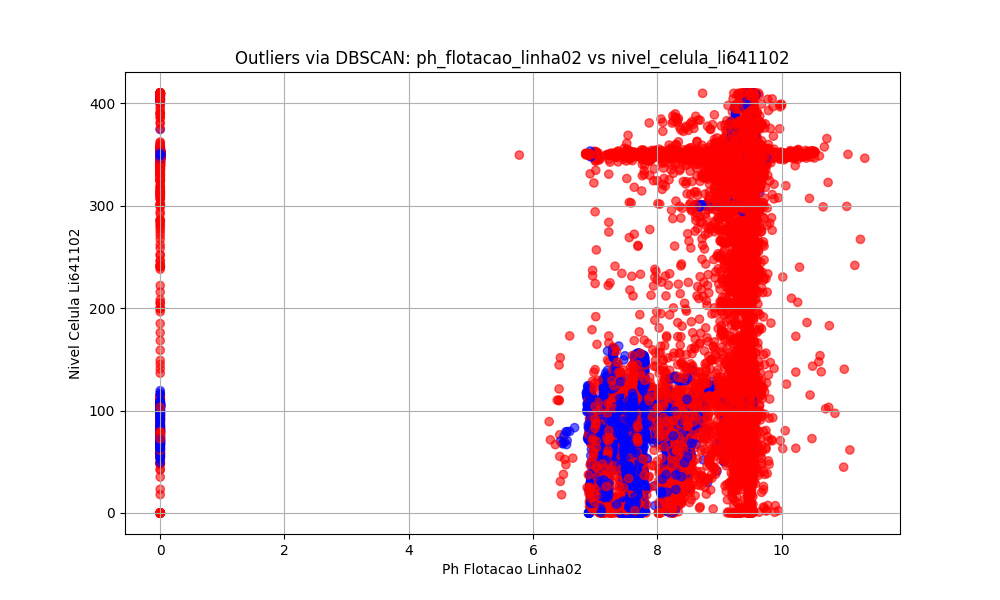 Outliers via DBSCAN: ph_flotacao_linha02 vs nivel_celula_li641102
400
300
200
100
0
Nivel Celula Li641102
0 2 4 6 8 10
Ph Flotacao Linha02